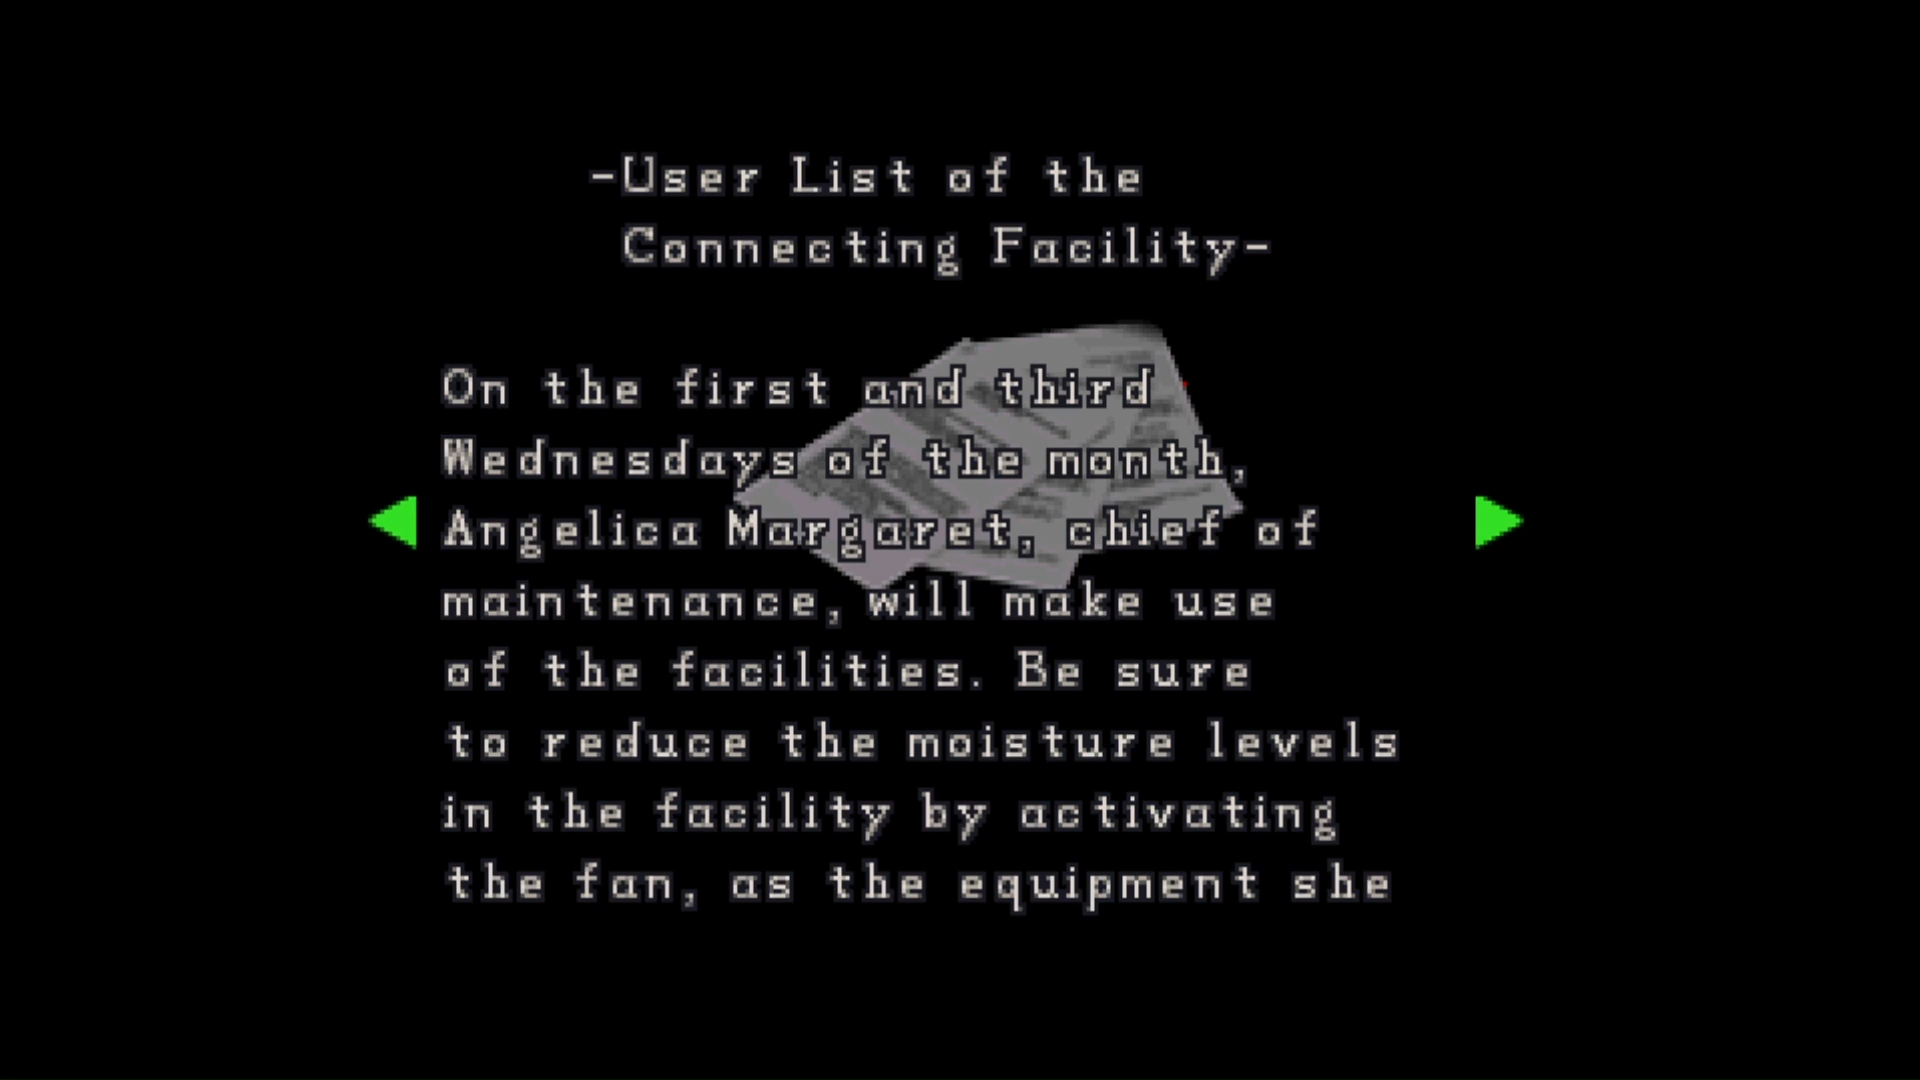 -User List of the
Connecting Facility-
On the first and third
Wednesdays of the month,
Angelica Margaret, chief of
maintenance, will make use
of the facilities. Be sure
to reduce the moisture levels
in the facility by activating
the fan, as the equipment she